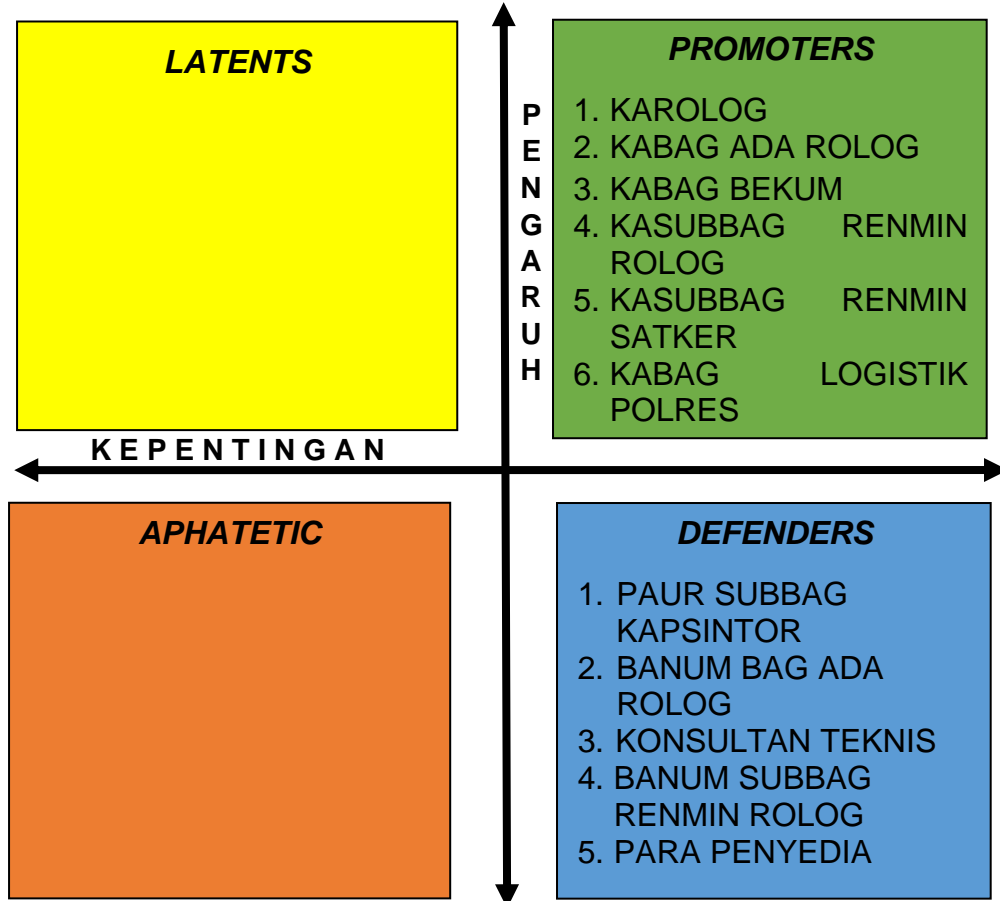 LATENTS
PROMOTERS
1. KAROLOG
2. KABAG ADA ROLOG
3. KABAG BEKUM
4. KASUBBAG RENMIN
ROLOG
5. KASUBBAG RENMIN
SATKER
6. KABAG LOGISTIK
POLRES
PENGARUH
KEPENTINGAN
APHATETIC
DEFENDERS
1. PAUR SUBBAG
KAPSINTOR
2. BANUM BAG ADA
ROLOG
3. KONSULTAN TEKNIS
4. BANUM SUBBAG
RENMIN ROLOG
5. PARA PENYEDIA